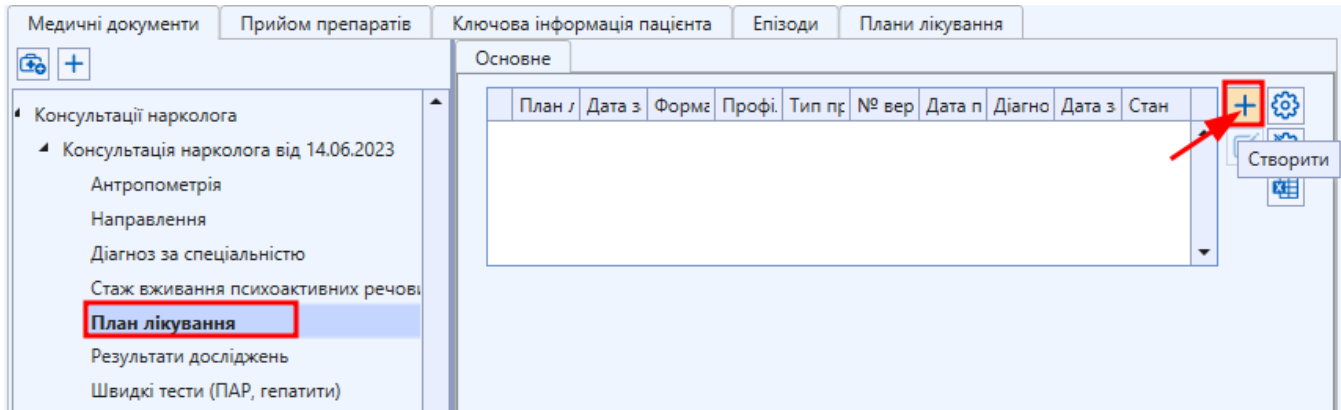 Медичні документи Прийом препаратів Ключова інформація пацієнта Епізоди Плани лікування
Основне
План л Дата з Форма Профі. Тип пр № вер Дата п Діагно Дата з Стан
Консультації нарколога
Консультація нарколога від 14.06.2023
Створити
Антропометрія
Направлення
Діагноз за спеціальністю
Стаж вживання психоактивних речови
План лікування
Результати досліджень
Швидкі тести (ПАР, гепатити)